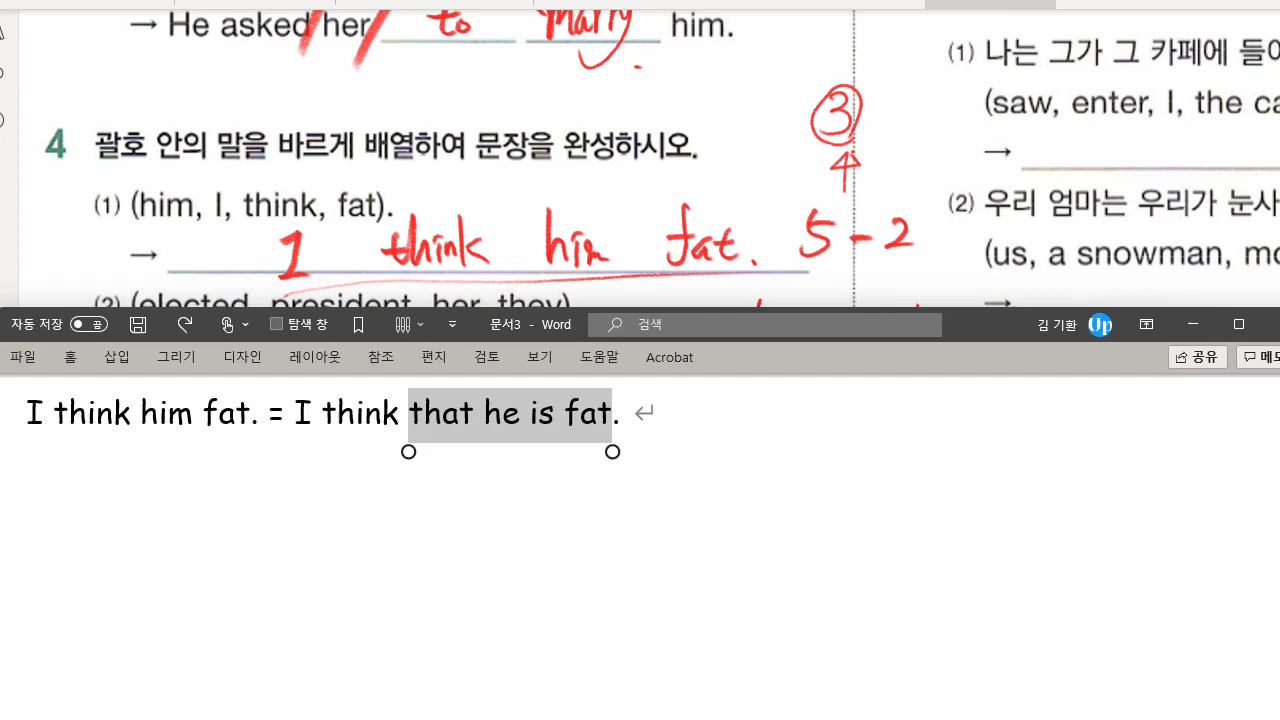 → He asked her to marry him.
4 괄호 안의 말을 바르게 배열하여 문장을 완성하시오.
(1) (him, I, think, fat).
→ I think him fat. 5-2
③
(2) (elected, president, her, they)
(1) 나는 그가 그 카페에 들어
(saw, enter, I, the ca
→
(2) 우리 엄마는 우리가 눈사
(us, a snowman, mo
→
자동 저장 끔 탐색 창 문서3 - Word 검색 김 기환 Up
파일 홈 삽입 그리기 디자인 레이아웃 참조 편지 검토 보기 도움말 Acrobat 공유 메모
I think him fat. = I think that he is fat.